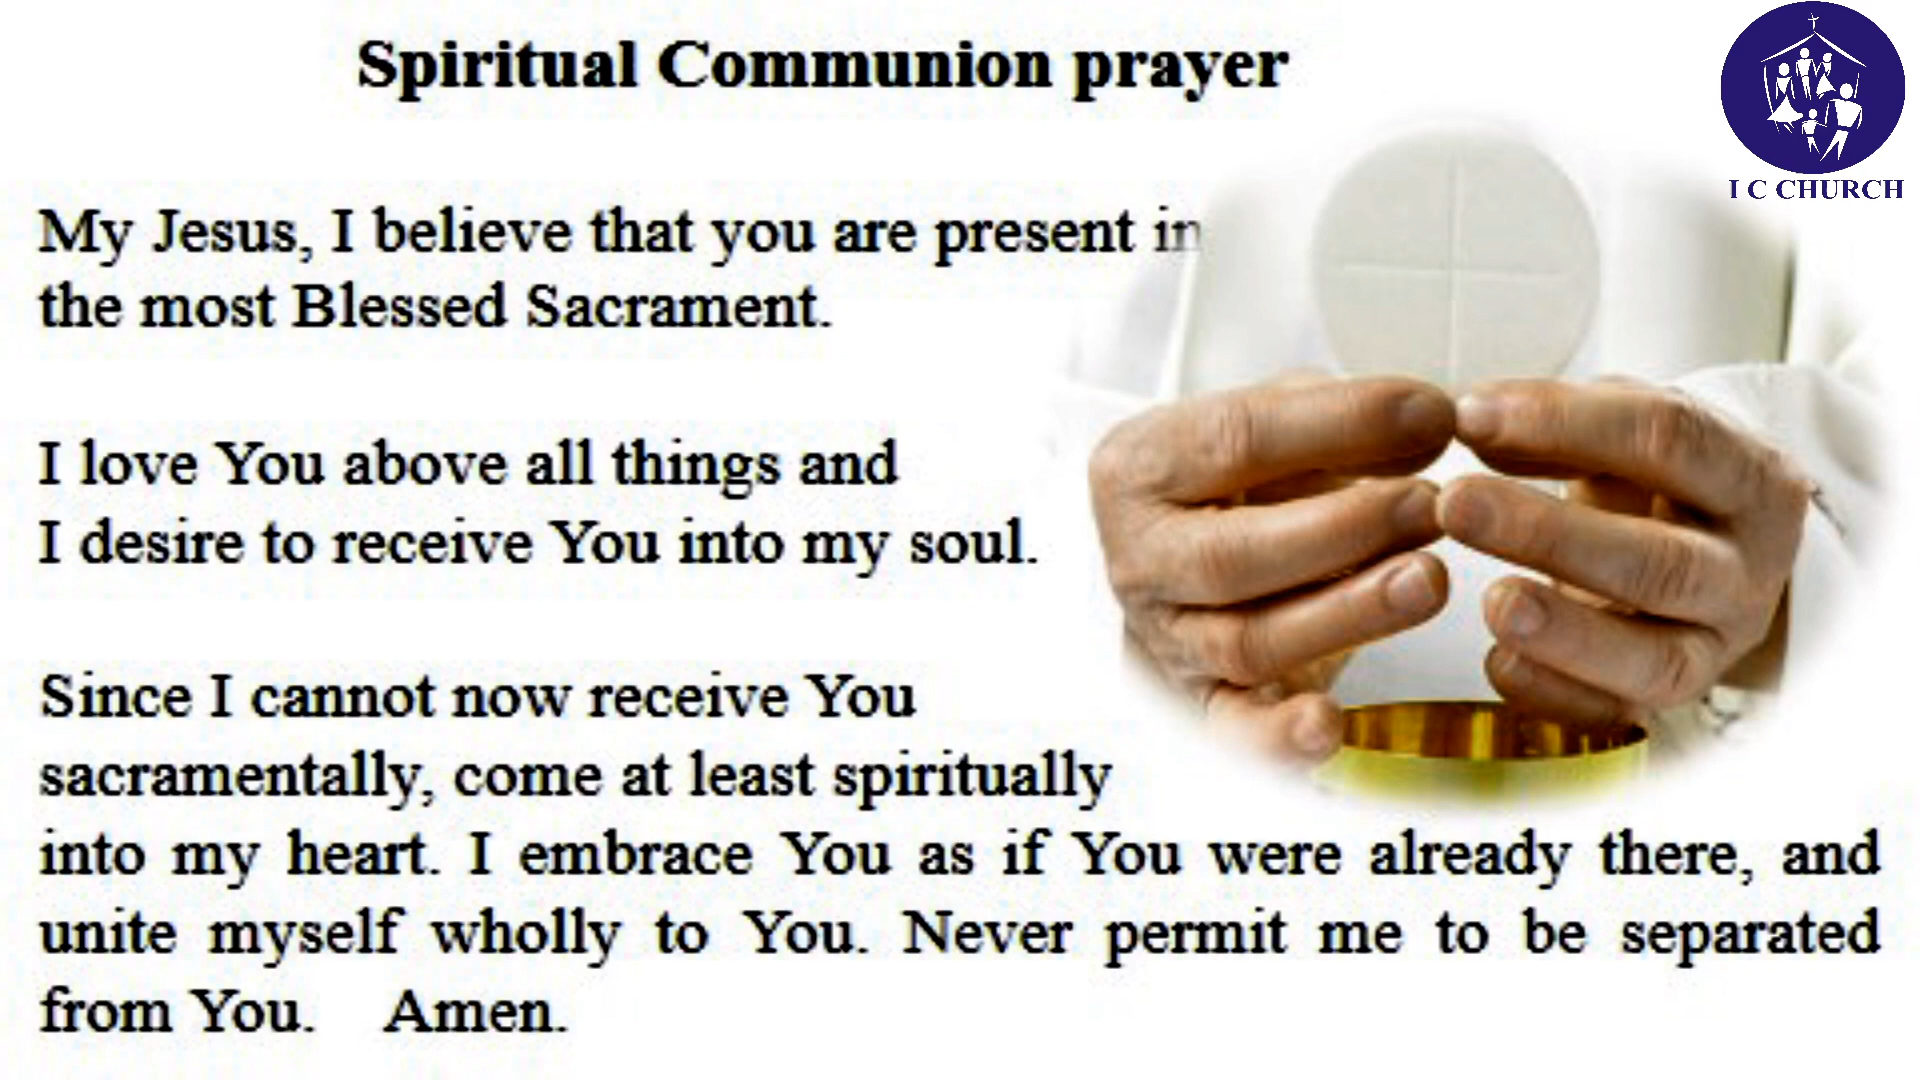 Spiritual Communion prayer
I C CHURCH
My Jesus, I believe that you are present in
the most Blessed Sacrament.
I love You above all things and
I desire to receive You into my soul.
Since I cannot now receive You
sacramentally, come at least spiritually
into my heart. I embrace You as if You were already there, and
unite myself wholly to You. Never permit me to be separated
from You. Amen.